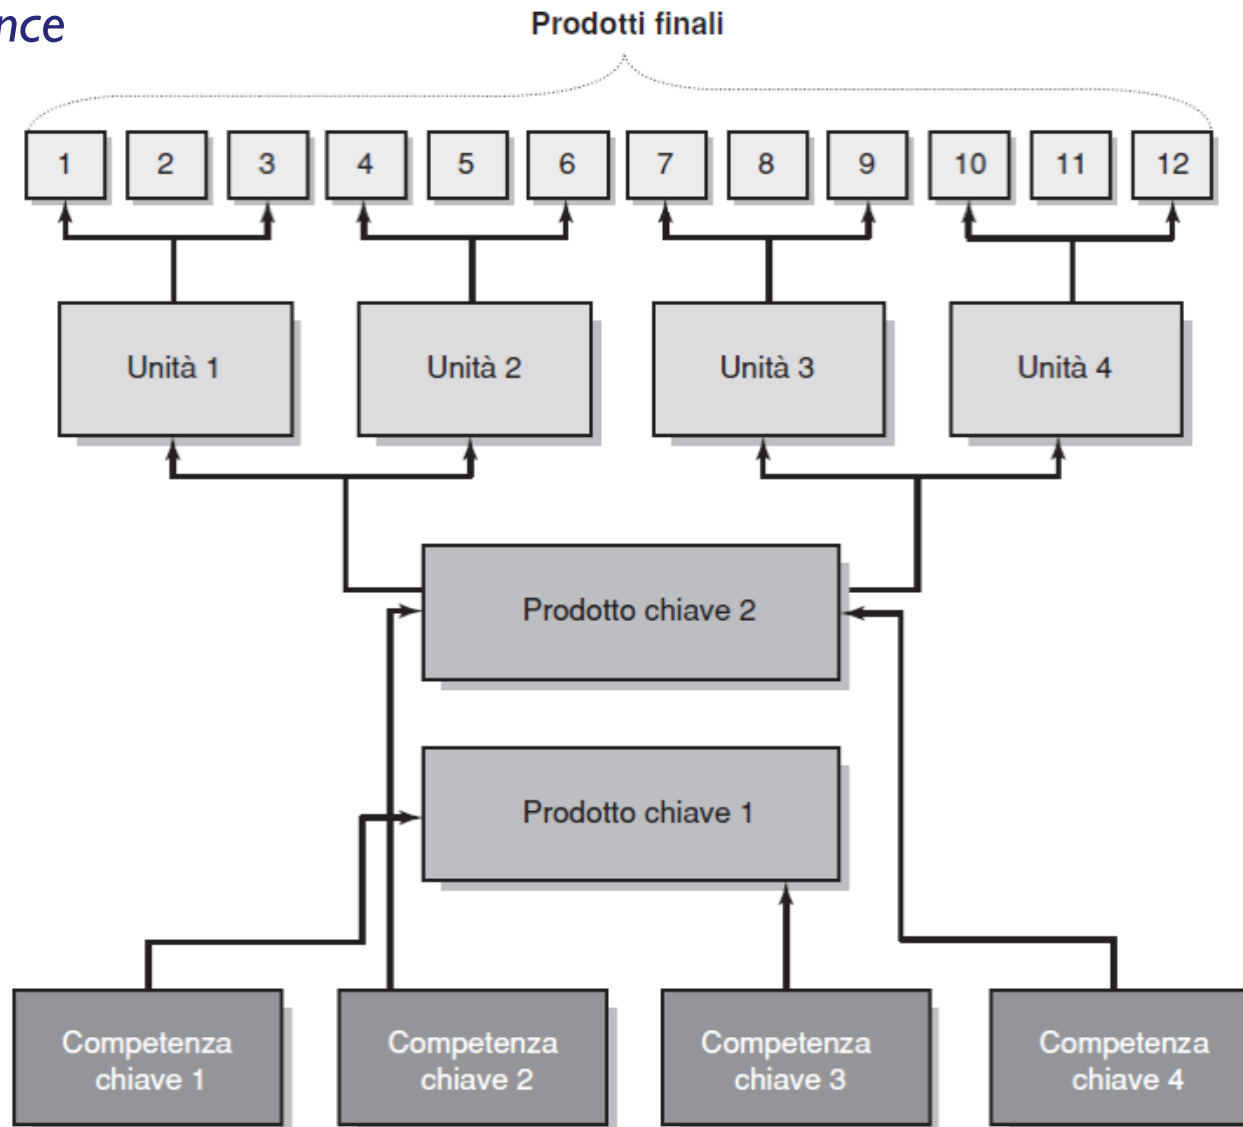 nce
Prodotti finali
1 2 3 4 5 6 7 8 9 10 11 12
Unità 1 Unità 2 Unità 3 Unità 4
Prodotto chiave 2
Prodotto chiave 1
Competenza
chiave 1
Competenza
chiave 2
Competenza
chiave 3
Competenza
chiave 4